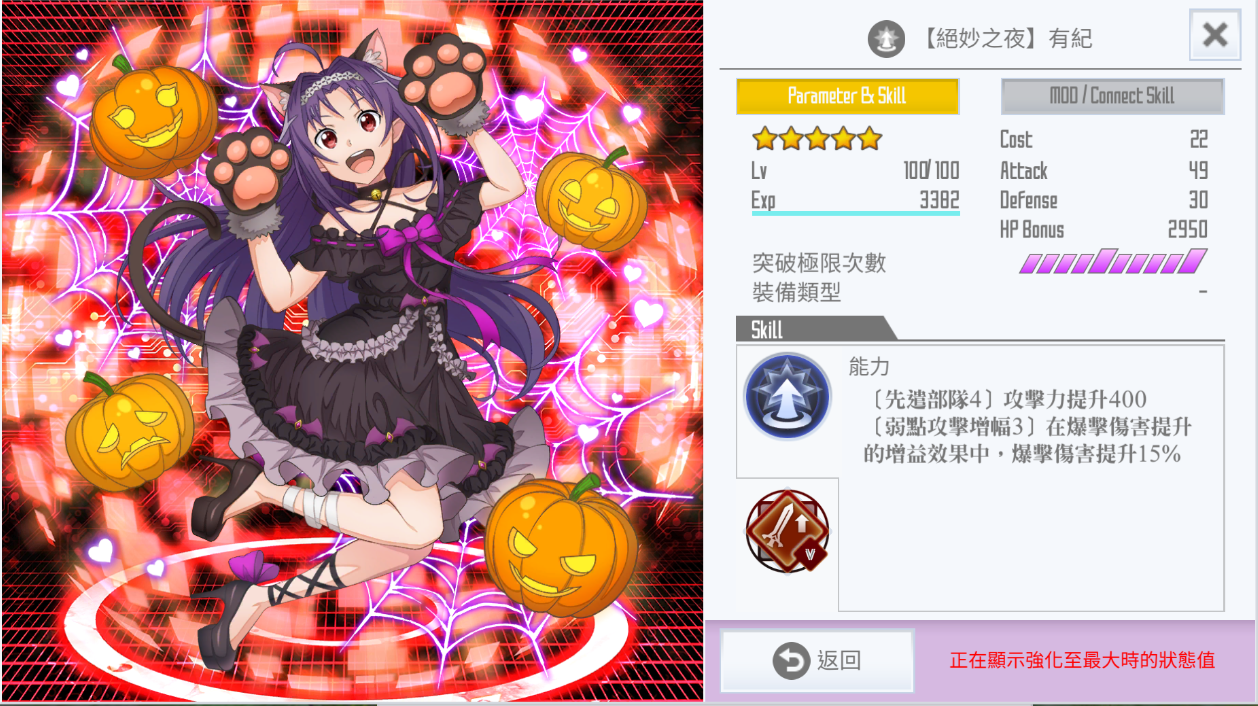 【絕妙之夜】有紀
Parameter & Skill
MOD / Connect Skill
Cost 22
Lv 100/100
Attack 49
Exp 3382
Defense 30
HP Bonus 2950
突破極限次數
裝備類型 -
Skill
能力
〔先遣部隊4〕攻擊力提升400
〔弱點攻擊增幅3〕在爆擊傷害提升
的增益效果中，爆擊傷害提升15%
V
返回
正在顯示強化至最大時的狀態值